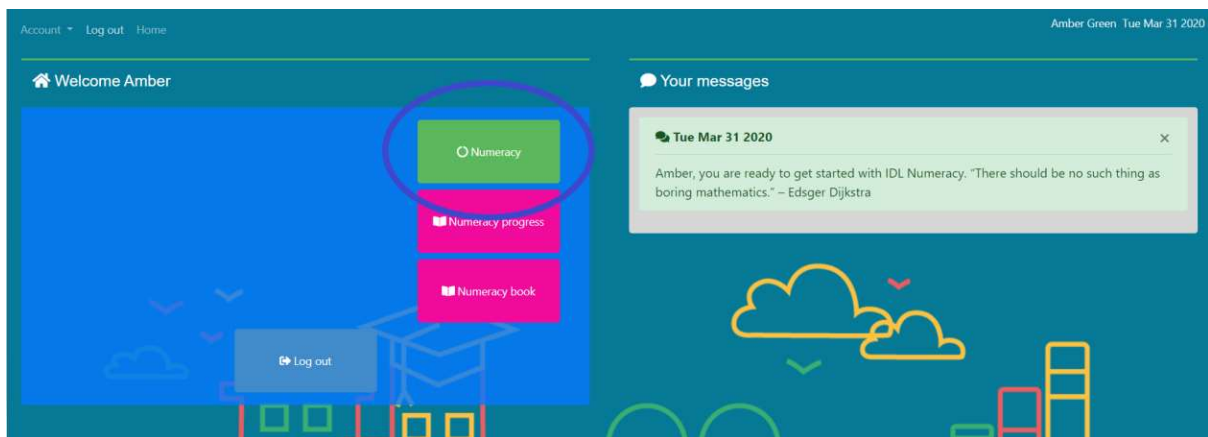 Account Log out Home
Amber Green Tue Mar 31 2020
Welcome Amber
Numeracy
Numeracy progress
Numeracy book
Log out
Your messages
Tue Mar 31 2020
Amber, you are ready to get started with IDL Numeracy. "There should be no such thing as
boring mathematics." – Edsger Dijkstra